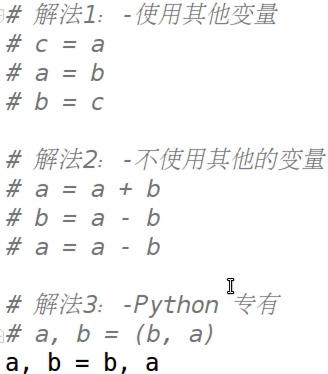 # 解法1: -使用其他变量
# c = a
# a = b
# b = c
# 解法2: -不使用其他的变量
# a = a + b
# b = a - b
# a = a - b
# 解法3: -Python 专有
# a, b = (b, a)
a, b = b, a